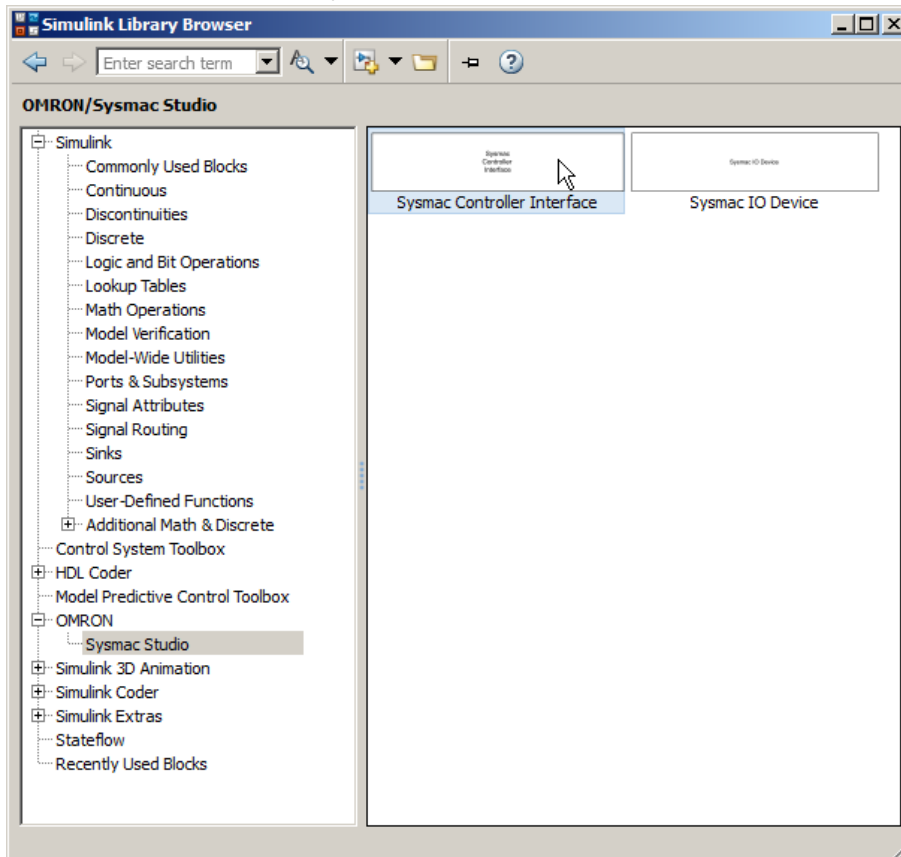 Simulink Library Browser
Enter search term
OMRON/Sysmac Studio
Simulink
Commonly Used Blocks
Continuous
Discontinuities
Discrete
Logic and Bit Operations
Lookup Tables
Math Operations
Model Verification
Model-Wide Utilities
Ports & Subsystems
Signal Attributes
Signal Routing
Sinks
Sources
User-Defined Functions
Additional Math & Discrete
Control System Toolbox
HDL Coder
Model Predictive Control Toolbox
OMRON
Sysmac Studio
Simulink 3D Animation
Simulink Coder
Simulink Extras
Stateflow
Recently Used Blocks
Sysmac
Controller
Interface
Sysmac Controller Interface
Sysmac IO Device
Sysmac IO Device